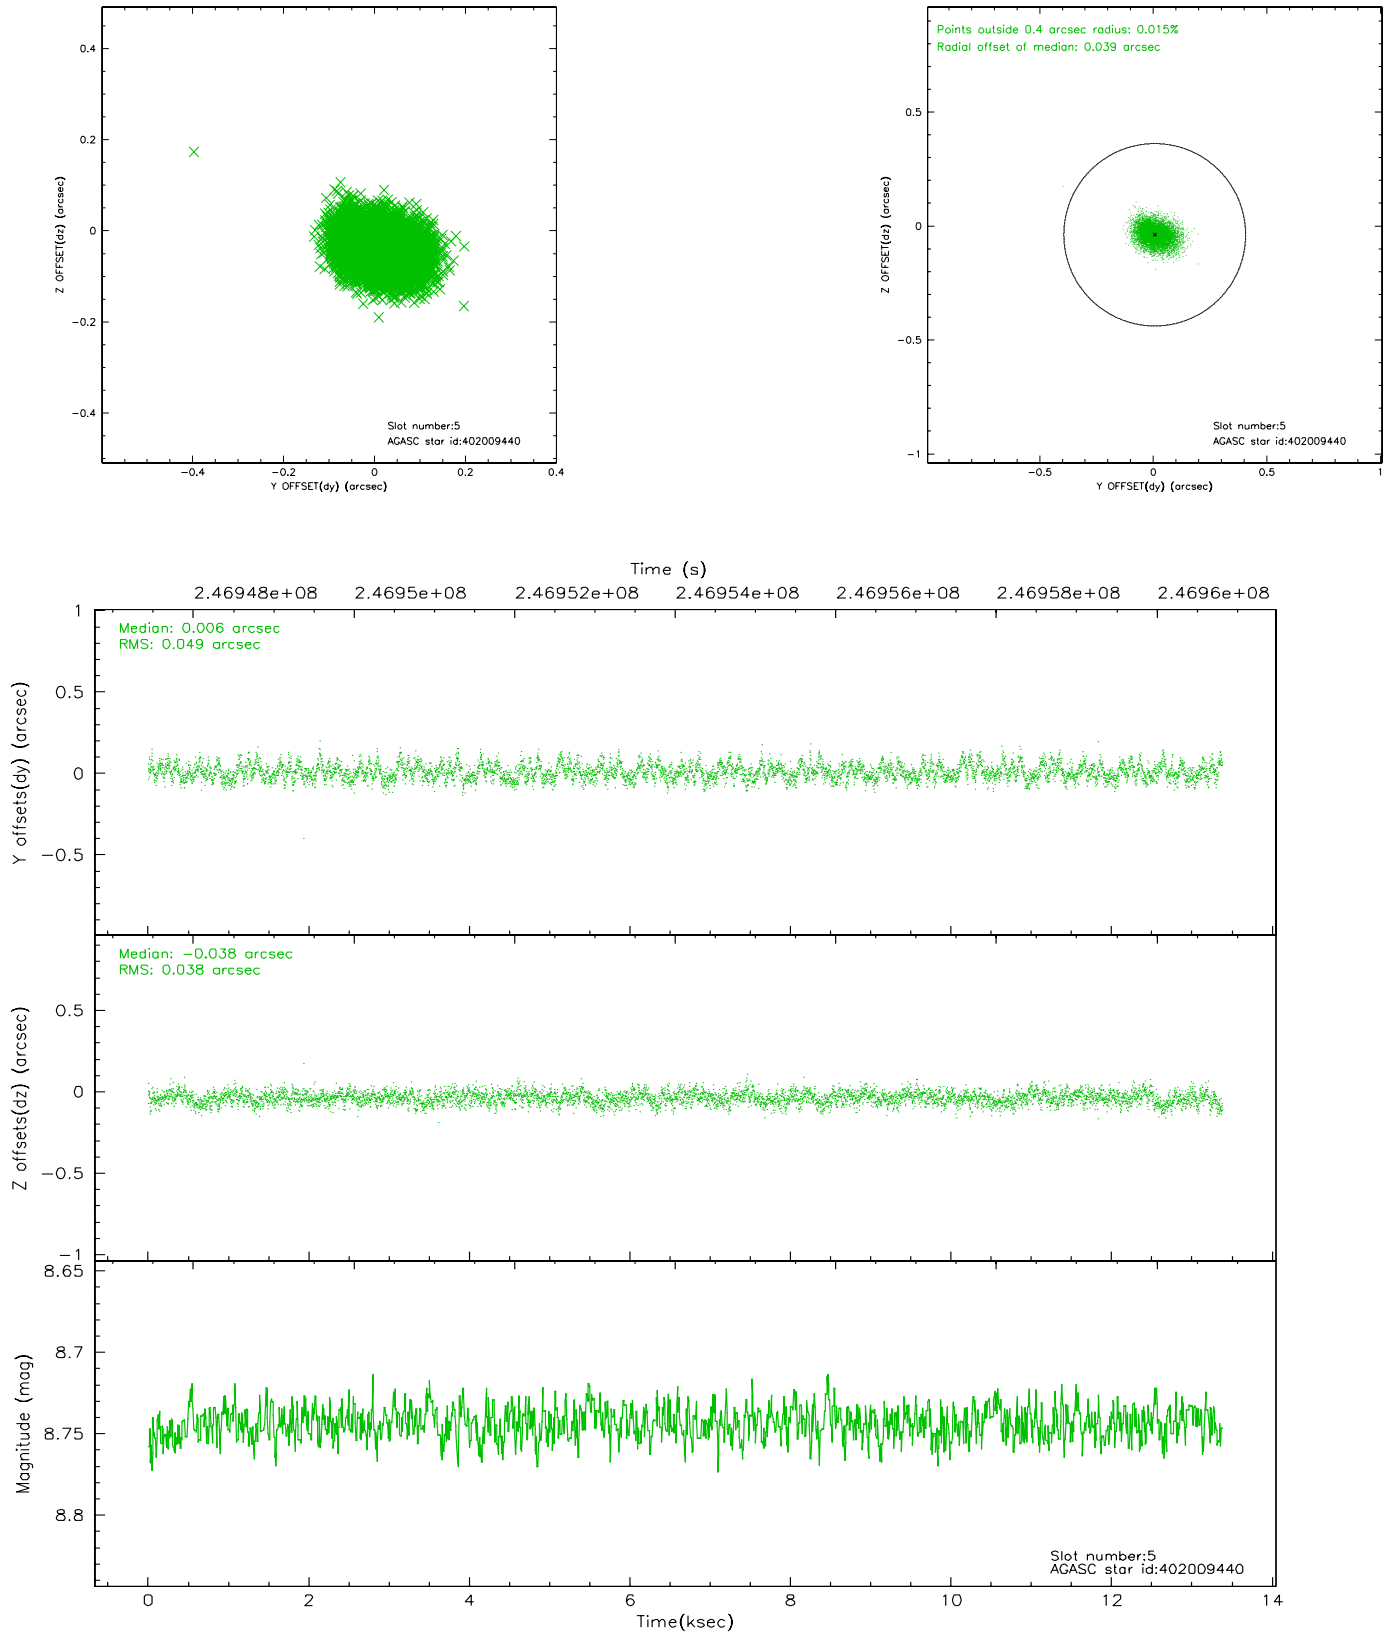 0.4
0.2
0
−0.2
−0.4
Z OFFSET(dz) (arcsec)
Slot number:5
AGASC star id:402009440
−0.4 −0.2 0 0.2 0.4
Y OFFSET(dy) (arcsec)
Points outside 0.4 arcsec radius: 0.015%
Radial offset of median: 0.039 arcsec
0.5
0
−0.5
−1
Z OFFSET(dz) (arcsec)
Slot number:5
AGASC star id:402009440
−0.5 0 0.5 1
Y OFFSET(dy) (arcsec)
Time (s)
2.46948e+08 2.4695e+08 2.46952e+08 2.46954e+08 2.46956e+08 2.46958e+08 2.4696e+08
Median: 0.006 arcsec
RMS: 0.049 arcsec
1
0.5
0
−0.5
Y offsets(dy) (arcsec)
Median: −0.038 arcsec
RMS: 0.038 arcsec
0.5
0
−0.5
−1
Z offsets(dz) (arcsec)
8.65
8.7
8.75
8.8
Magnitude (mag)
Slot number:5
AGASC star id:402009440
0 2 4 6 8 10 12 14
Time(ksec)